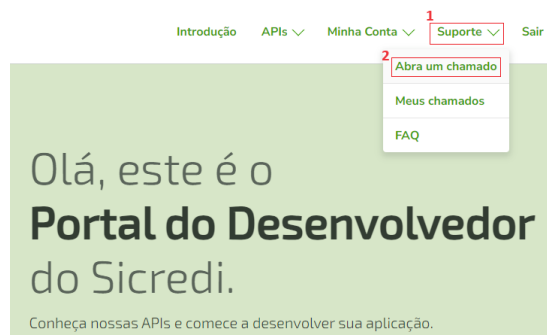 1
Introdução APIs Minha Conta Suporte Sair
2
Abra um chamado
Meus chamados
FAQ
Olá, este é o
Portal do Desenvolvedor
do Sicredi.
Conheça nossas APIs e comece a desenvolver sua aplicação.